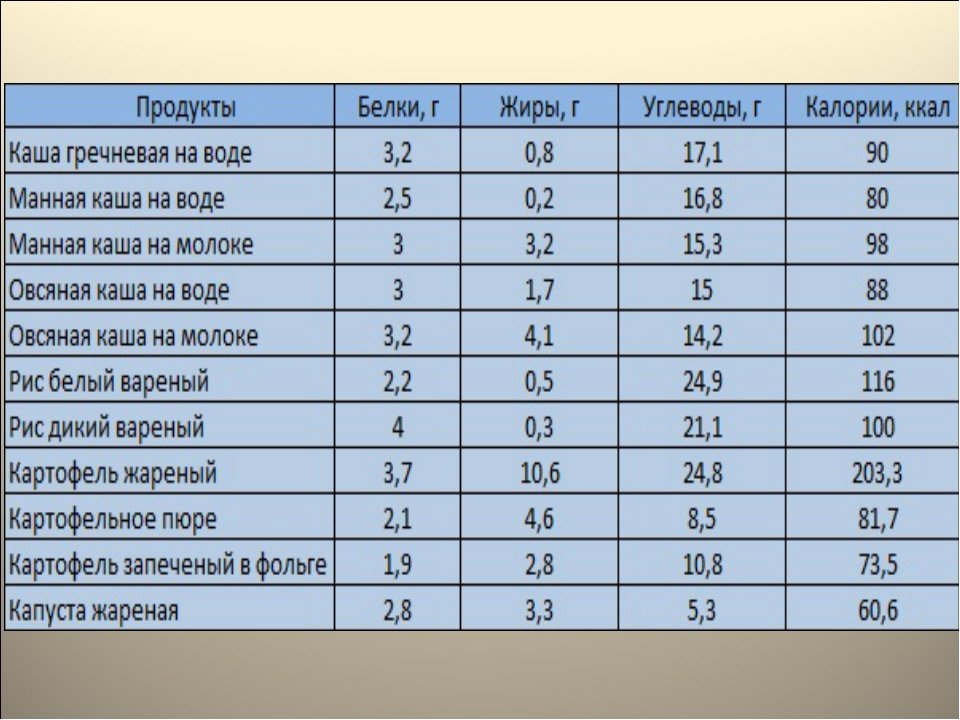 Продукты Белки, г Жиры, г Углеводы, г Калории, ккал
Каша гречневая на воде 3,2 0,8 17,1 90
Манная каша на воде 2,5 0,2 16,8 80
Манная каша на молоке 3 3,2 15,3 98
Овсяная каша на воде 3 1,7 15 88
Овсяная каша на молоке 3,2 4,1 14,2 102
Рис белый вареный 2,2 0,5 24,9 116
Рис дикий вареный 4 0,3 21,1 100
Картофель жареный 3,7 10,6 24,8 203,3
Картофельное пюре 2,1 4,6 8,5 81,7
Картофель запеченый в фольге 1,9 2,8 10,8 73,5
Капуста жареная 2,8 3,3 5,3 60,6